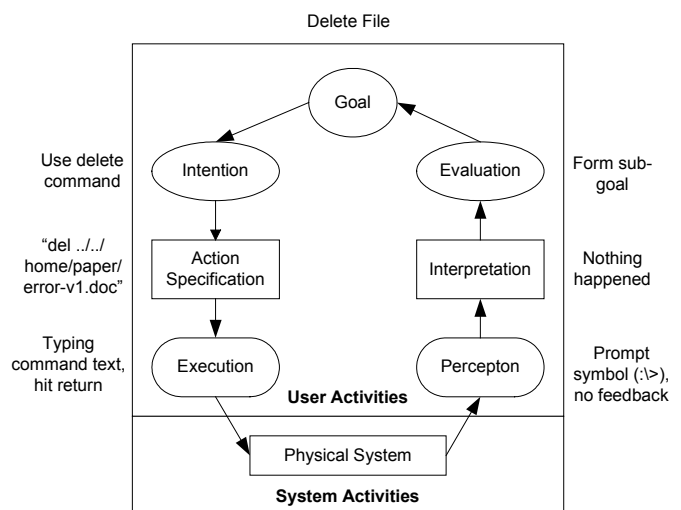 Delete File
Goal
Use delete
command
Intention
Evaluation
Form sub-
goal
“del ../../
home/paper/
error-v1.doc”
Action
Specification
Interpretation
Nothing
happened
Typing
command text,
hit return
Execution
Percepton
Prompt
symbol (:\>),
no feedback
User Activities
Physical System
System Activities